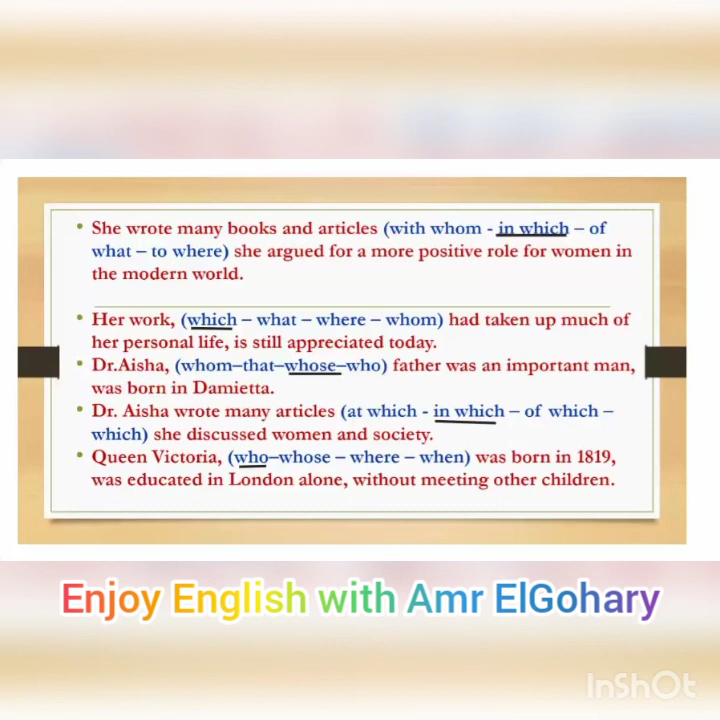 • She wrote many books and articles (with whom - in which – of
what – to where) she argued for a more positive role for women in
the modern world.
• Her work, (which – what – where – whom) had taken up much of
her personal life, is still appreciated today.
• Dr.Aisha, (whom–that–whose–who) father was an important man,
was born in Damietta.
• Dr. Aisha wrote many articles (at which - in which – of which –
which) she discussed women and society.
• Queen Victoria, (who–whose – where – when) was born in 1819,
was educated in London alone, without meeting other children.
Enjoy English with Amr ElGohary
InShOt